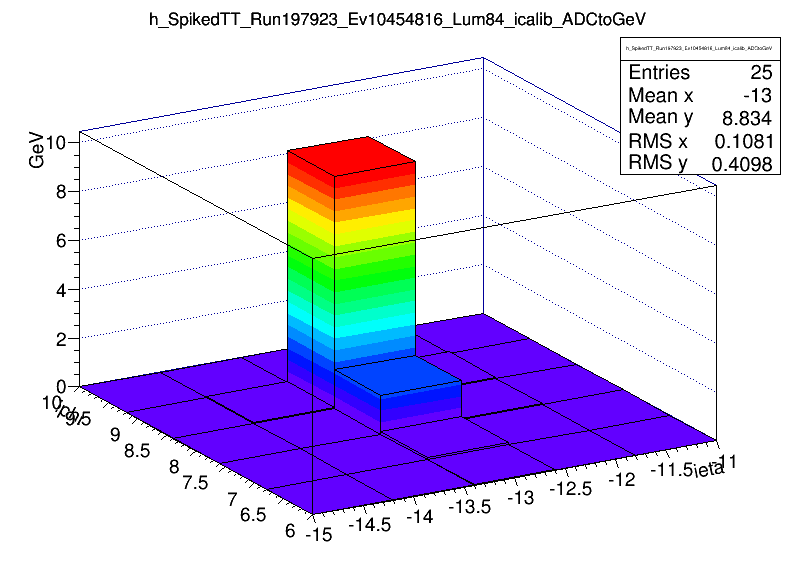 h_SpikedTT_Run197923_Ev10454816_Lum84_icalib_ADCtoGeV
h_SpikedTT_Run197923_Ev10454816_Lum84_icalib_ADCtoGeV
Entries 25
Mean x -13
Mean y 8.834
RMS x 0.1081
RMS y 0.4098
GeV
10
8
6
4
2
0
10
iphi
9.5
9
8.5
8
7.5
7
6.5
6
-15
-14.5
-14
-13.5
-13
-12.5
-12
-11.5
ieta
-11